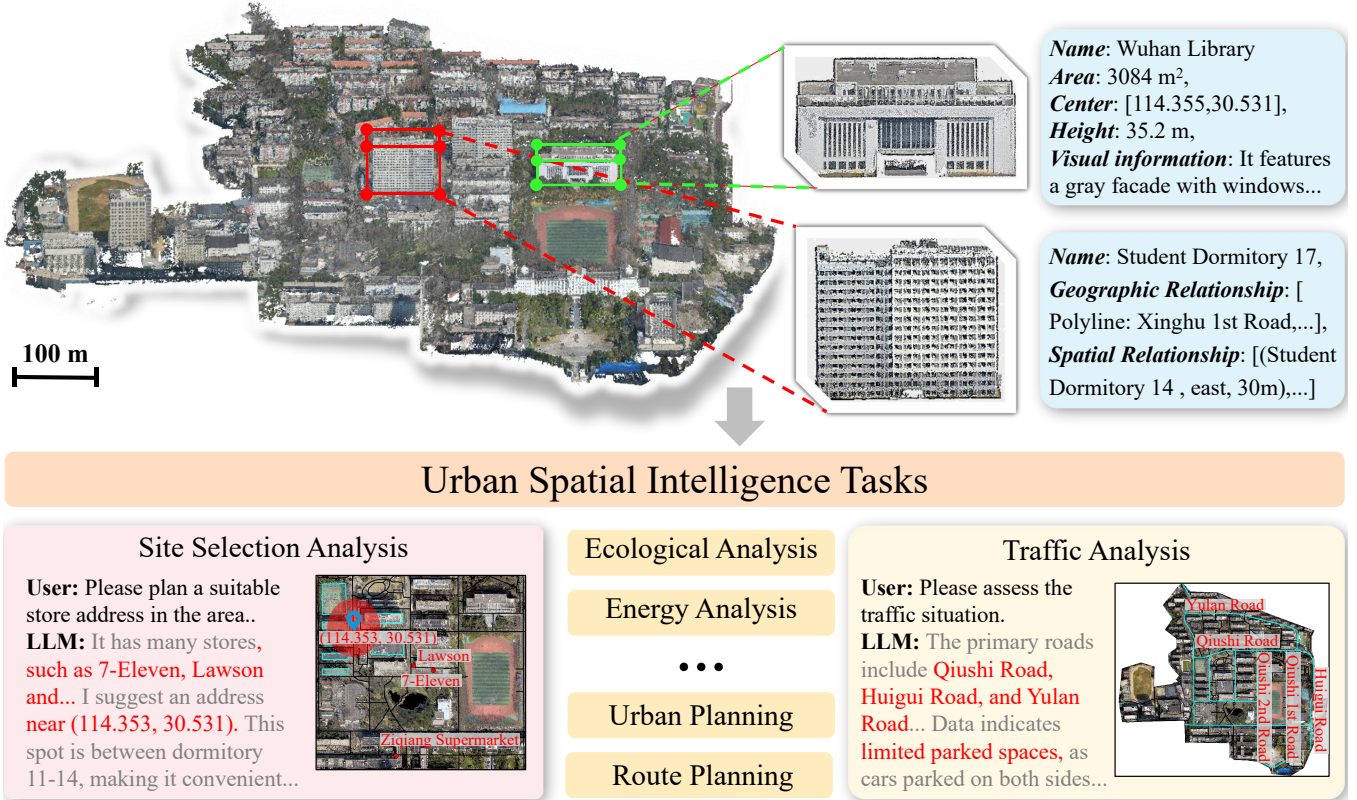 Name: Wuhan Library
Area: 3084 m²,
Center: [114.355,30.531],
Height: 35.2 m,
Visual information: It features
a gray facade with windows...
Name: Student Dormitory 17,
Geographic Relationship: [
Polyline: Xinghu 1st Road,...],
Spatial Relationship: [(Student
Dormitory 14 , east, 30m),...]
100 m
Urban Spatial Intelligence Tasks
Site Selection Analysis
User: Please plan a suitable
store address in the area..
LLM: It has many stores,
such as 7-Eleven, Lawson
and... I suggest an address
near (114.353, 30.531). This
spot is between dormitory
11-14, making it convenient...
(114.353, 30.531)
Lawson
7-Eleven
Ziqiang Supermarket
Ecological Analysis
Energy Analysis
...
Urban Planning
Route Planning
Traffic Analysis
User: Please assess the
traffic situation.
LLM: The primary roads
include Qiushi Road,
Huigui Road, and Yulan
Road... Data indicates
limited parked spaces, as
cars parked on both sides...
Yulan Road
Qiushi Road
Qiushi 2nd Road
Qiushi 1st Road
Huigui Road